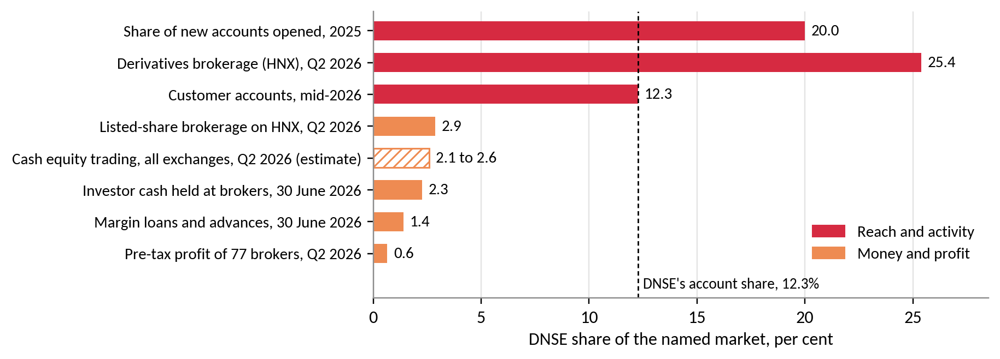 Share of new accounts opened, 2025 20.0
Derivatives brokerage (HNX), Q2 2026 25.4
Customer accounts, mid-2026 12.3
Listed-share brokerage on HNX, Q2 2026 2.9
Cash equity trading, all exchanges, Q2 2026 (estimate) 2.1 to 2.6
Investor cash held at brokers, 30 June 2026 2.3
Margin loans and advances, 30 June 2026 1.4
Pre-tax profit of 77 brokers, Q2 2026 0.6
Reach and activity
Money and profit
DNSE's account share, 12.3%
0 5 10 15 20 25
DNSE share of the named market, per cent